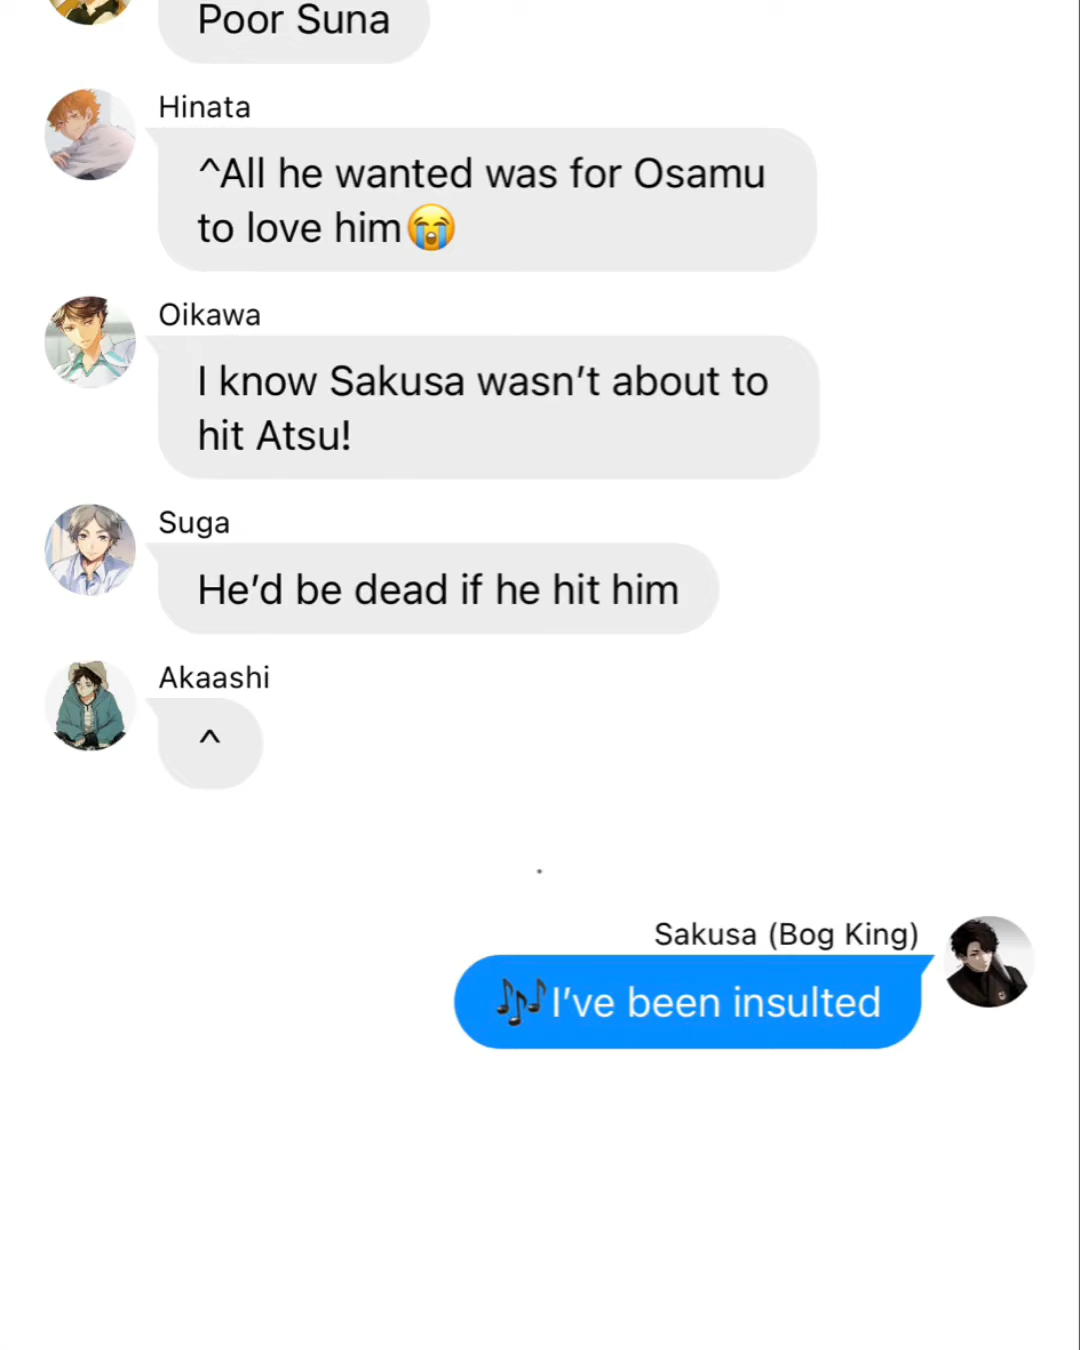 Poor Suna
Hinata
^All he wanted was for Osamu
to love him😭
Oikawa
I know Sakusa wasn’t about to
hit Atsu!
Suga
He’d be dead if he hit him
Akaashi
^
.
Sakusa (Bog King)
🎶I’ve been insulted